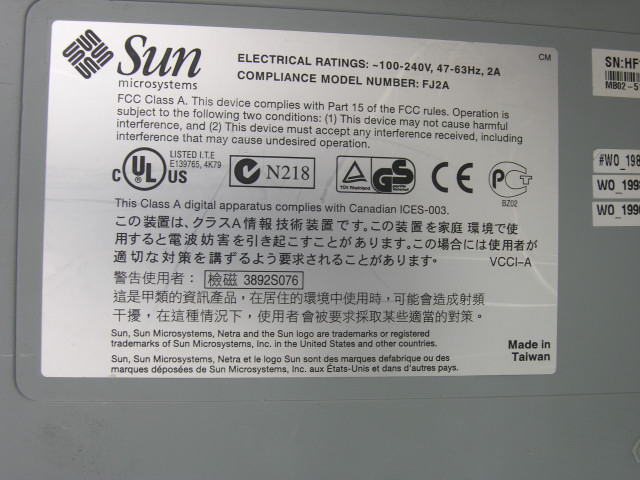 Sun
microsystems
ELECTRICAL RATINGS: ~100-240V, 47-63Hz, 2A
COMPLIANCE MODEL NUMBER: FJ2A
CM
FCC Class A. This device complies with Part 15 of the FCC rules. Operation is
subject to the following two conditions: (1) This device may not cause harmful
interference, and (2) This device must accept any interference received, including
interference that may cause undesired operation.
C UL US
LISTED I.T.E
E139765, 4K79
N218
TÜV Rheinland
GS
CE
PCT
BZ02
This Class A digital apparatus complies with Canadian ICES-003.
この装置は、クラスA情報技術装置です。この装置を家庭環境で使
用すると電波妨害を引き起こすことがあります。この場合には使用者が
適切な対策を講ずるよう要求されることがあります。 VCCI-A
警告使用者: 檢磁 3892S076
這是甲類的資訊產品，在居住的環境中使用時，可能會造成射頻
干擾，在這種情況下，使用者會被要求採取某些適當的對策。
Sun, Sun Microsystems, Netra and the Sun logo are trademarks or registered
trademarks of Sun Microsystems, Inc. in the United States and other countries.
Sun, Sun Microsystems, Netra et le logo Sun sont des marques defabrique ou des
marques déposées de Sun Microsystems, Inc. aux États-Unis et dans d'autres pays.
Made in
Taiwan
SN:HF
MB02-5
#WO_198
WO_199
WO_1990